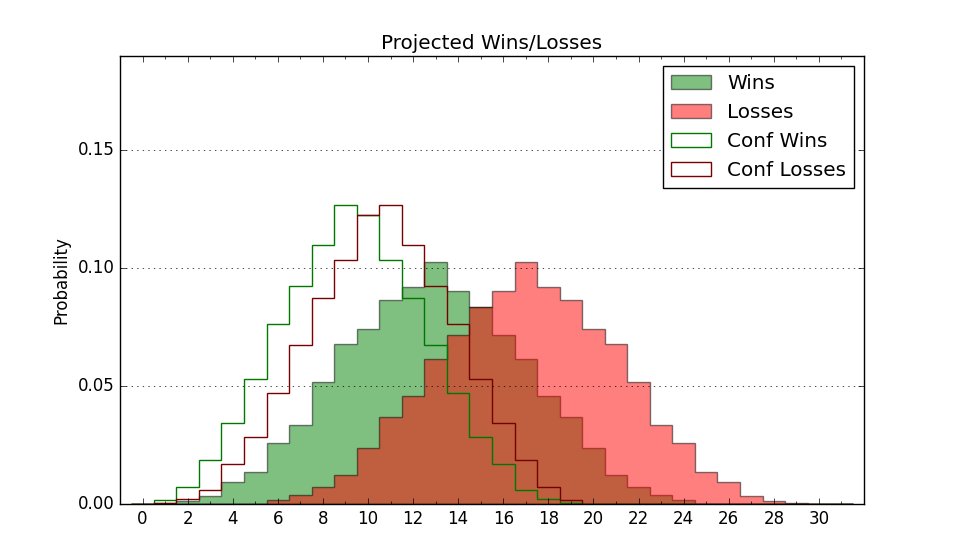 Projected Wins/Losses
Wins
Losses
Conf Wins
Conf Losses
Probability
0.15
0.10
0.05
0.00
0 2 4 6 8 10 12 14 16 18 20 22 24 26 28 30